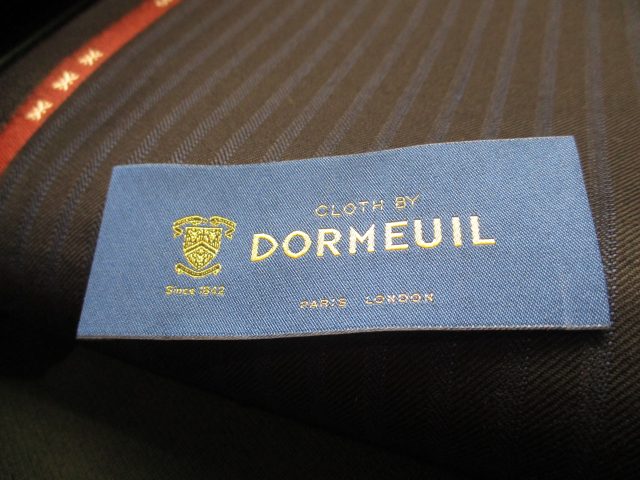 CLOTH BY
DORMEUIL
Since 1842
PARIS LONDON